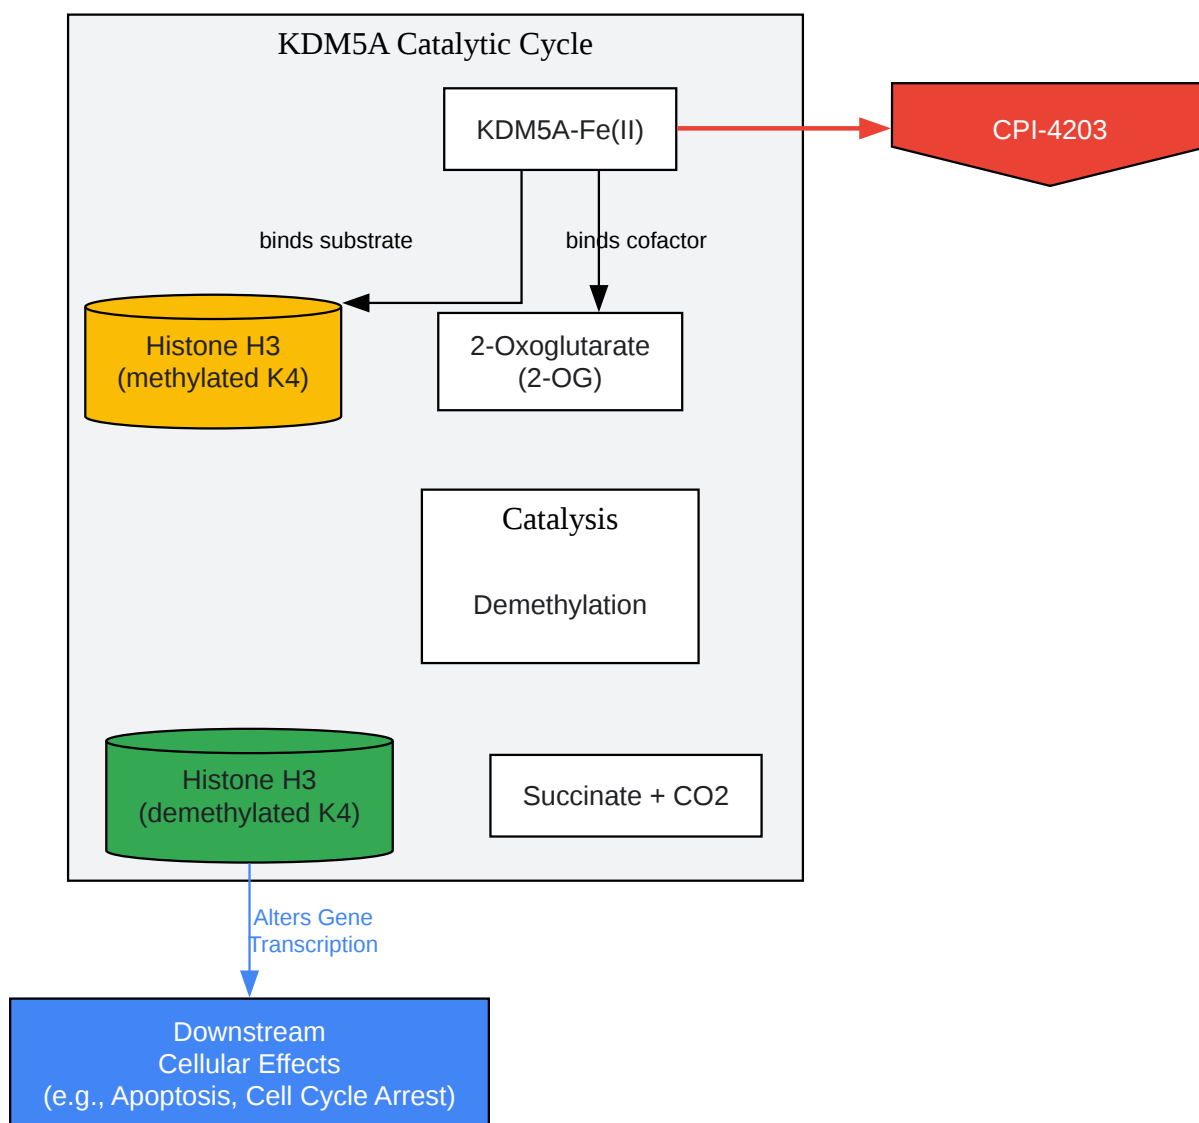 KDM5A Catalytic Cycle
KDM5A-Fe(II)
CPI-4203
binds substrate
binds cofactor
Histone H3
(methylated K4)
2-Oxoglutarate
(2-OG)
Catalysis
Demethylation
Histone H3
(demethylated K4)
Succinate + CO2
Alters Gene
Transcription
Downstream
Cellular Effects
(e.g., Apoptosis, Cell Cycle Arrest)